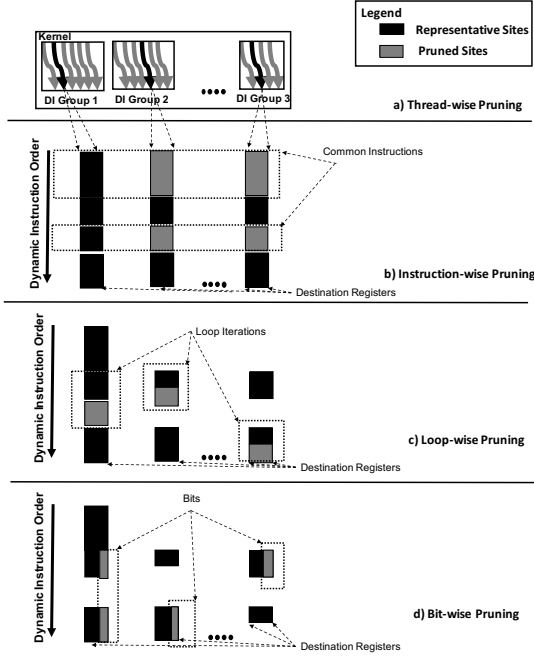 Legend
Representative Sites
Pruned Sites
Kernel
DI Group 1
DI Group 2
DI Group 3
a) Thread-wise Pruning
Dynamic Instruction Order
Common Instructions
b) Instruction-wise Pruning
Destination Registers
Dynamic Instruction Order
Loop Iterations
c) Loop-wise Pruning
Destination Registers
Dynamic Instruction Order
Bits
d) Bit-wise Pruning
Destination Registers